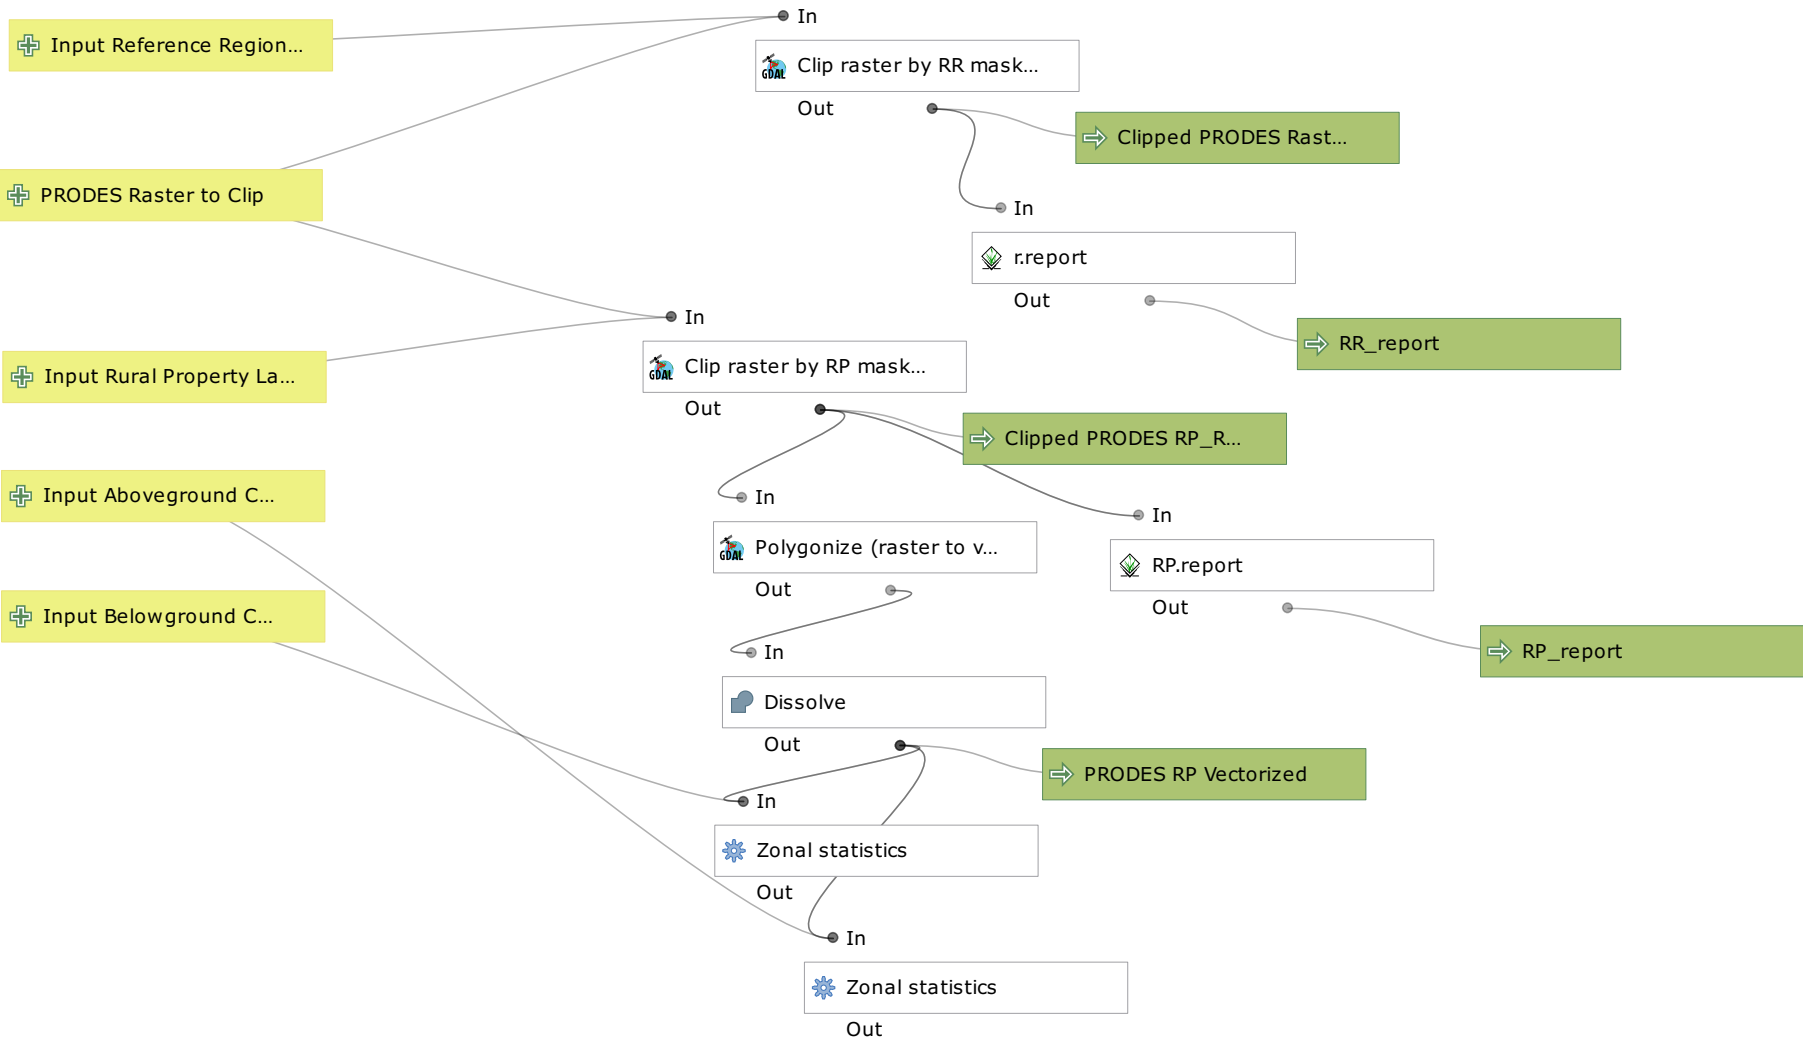 In
Input Reference Region...
GDAL
Clip raster by RR mask...
Out
Clipped PRODES Rast...
PRODES Raster to Clip
In
r.report
Out
In
RR_report
Input Rural Property La...
GDAL
Clip raster by RP mask...
Out
Clipped PRODES RP_R...
Input Aboveground C...
In
In
GDAL
Polygonize (raster to v...
RP.report
Out
Out
Input Belowground C...
In
RP_report
Dissolve
Out
PRODES RP Vectorized
In
Zonal statistics
Out
In
Zonal statistics
Out